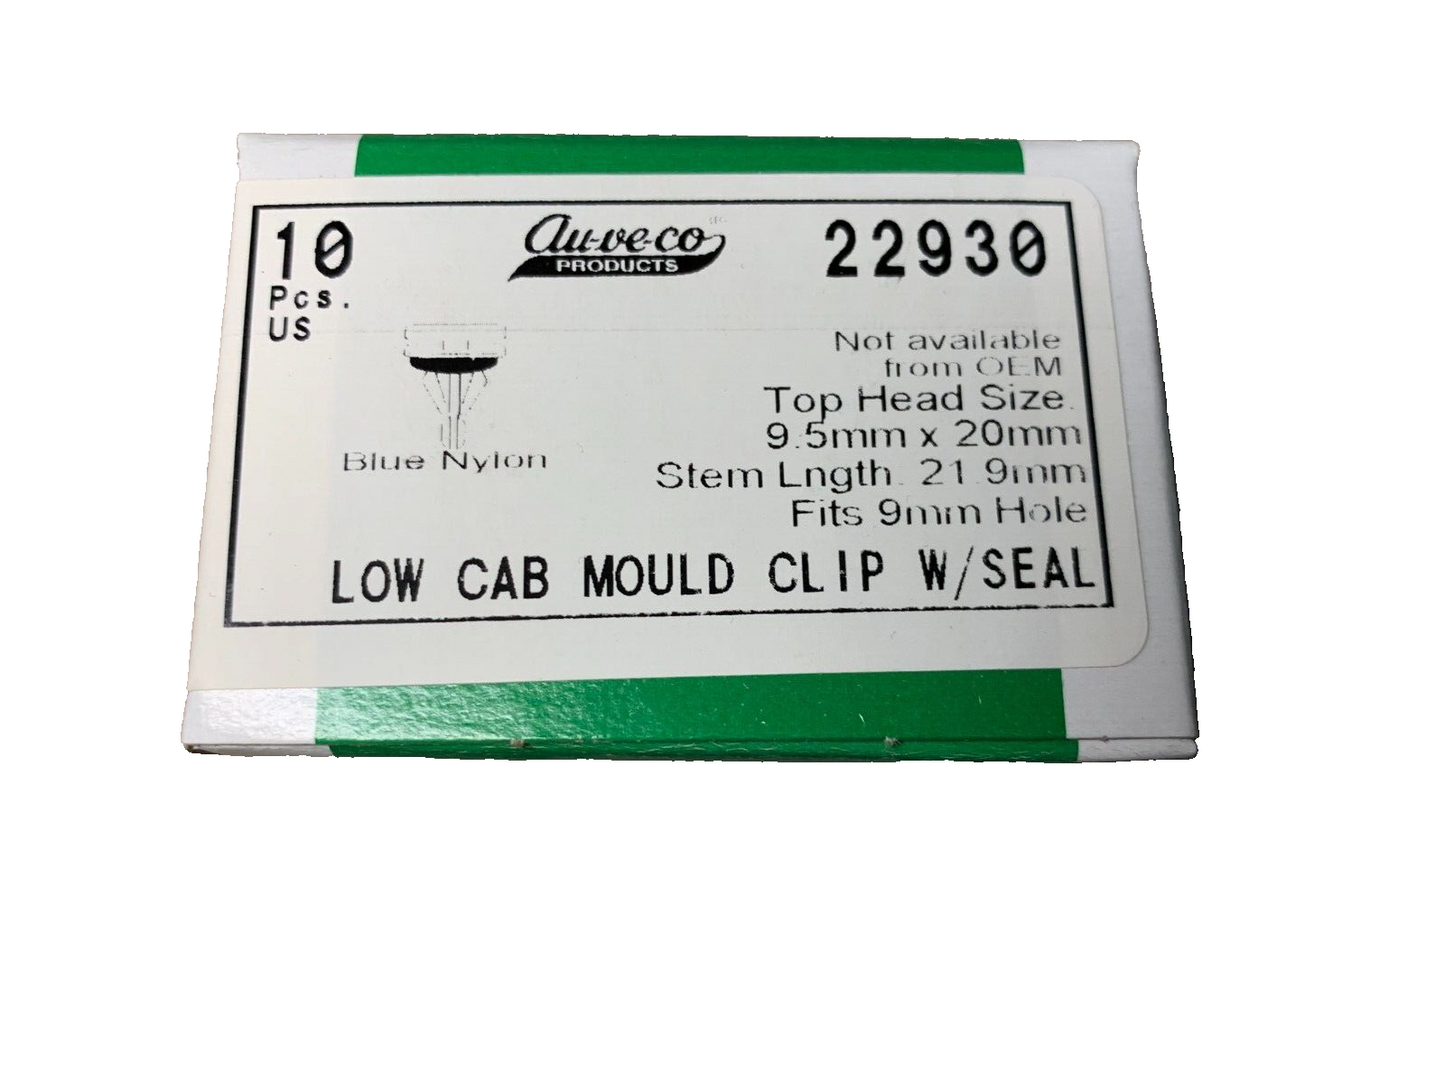 10
Pcs.
US
Au-ve-co
PRODUCTS
22930
Not available
from OEM
Top Head Size.
9.5mm x 20mm
Stem Lngth. 21.9mm
Fits 9mm Hole
Blue Nylon
LOW CAB MOULD CLIP W/SEAL